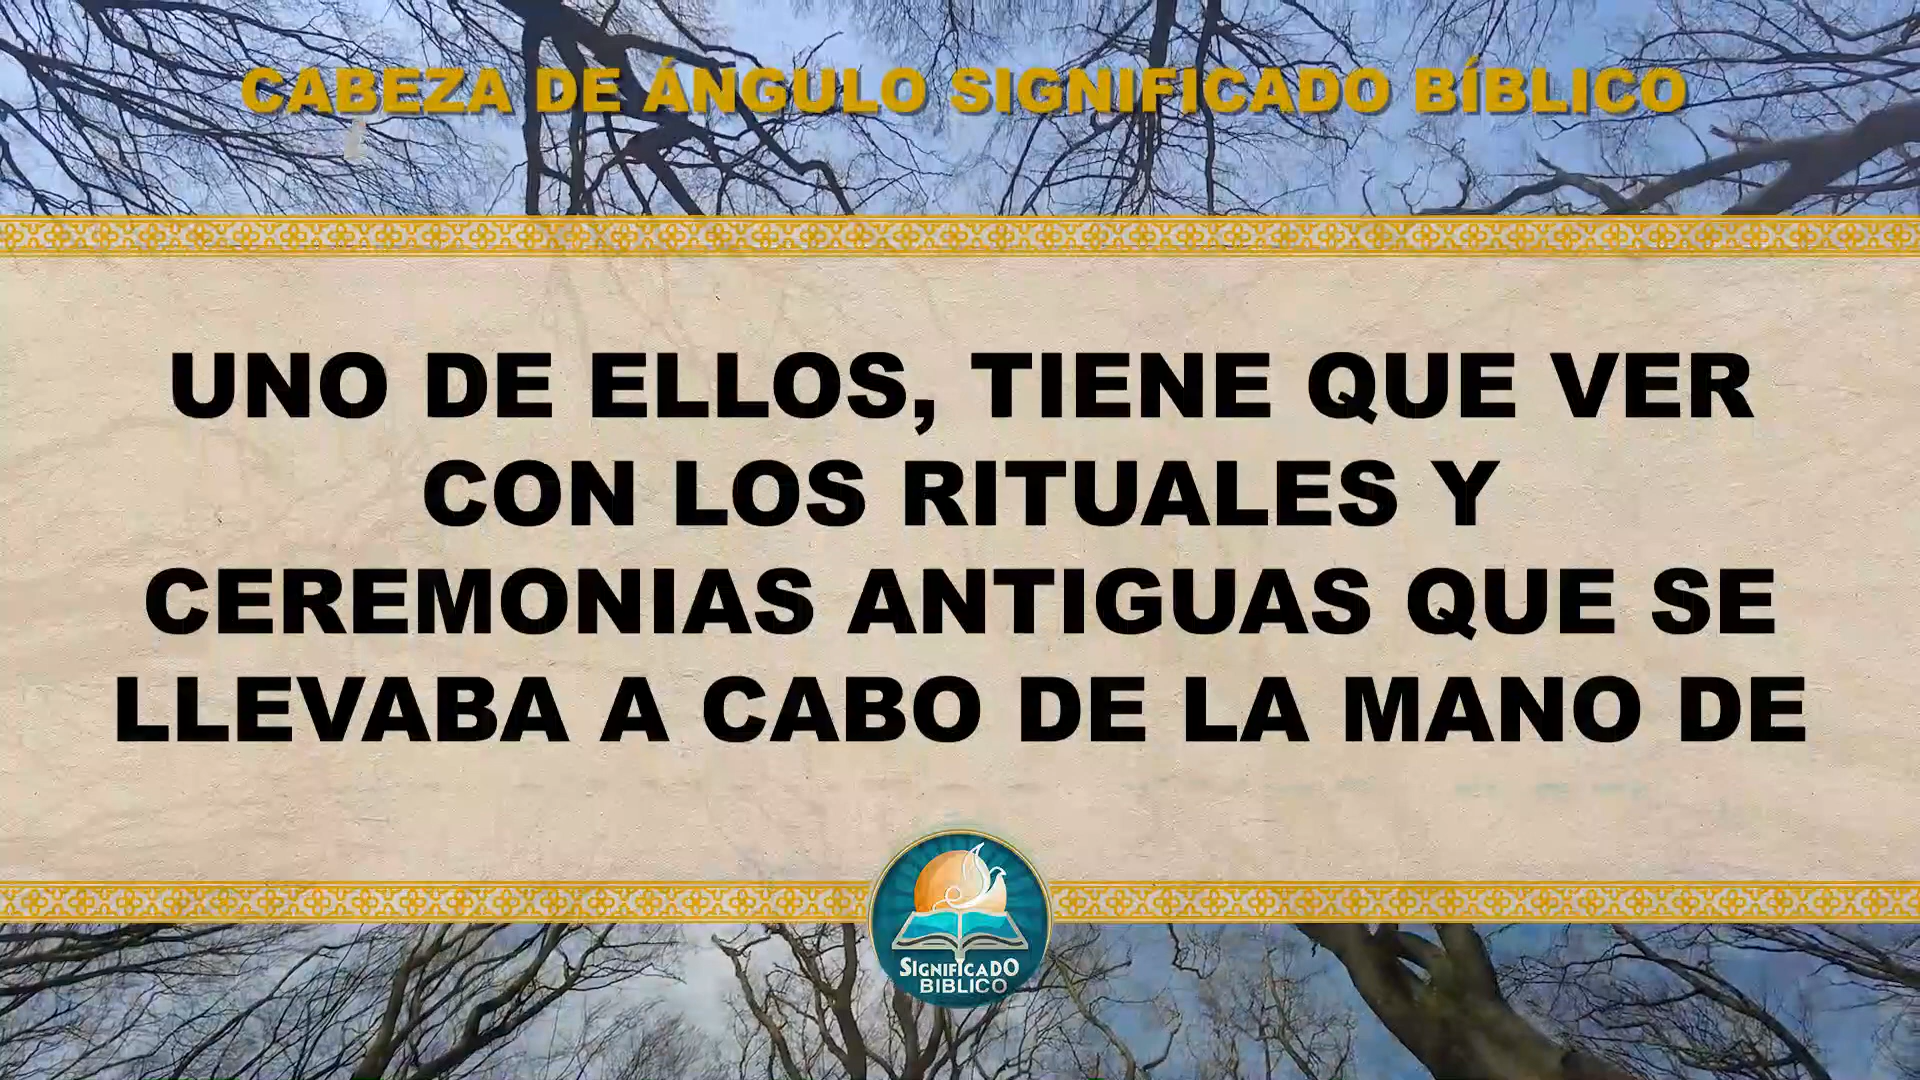 CABEZA DE ÁNGULO SIGNIFICADO BÍBLICO
UNO DE ELLOS, TIENE QUE VER
CON LOS RITUALES Y
CEREMONIAS ANTIGUAS QUE SE
LLEVABA A CABO DE LA MANO DE
SIGNIFICADO
BIBLICO